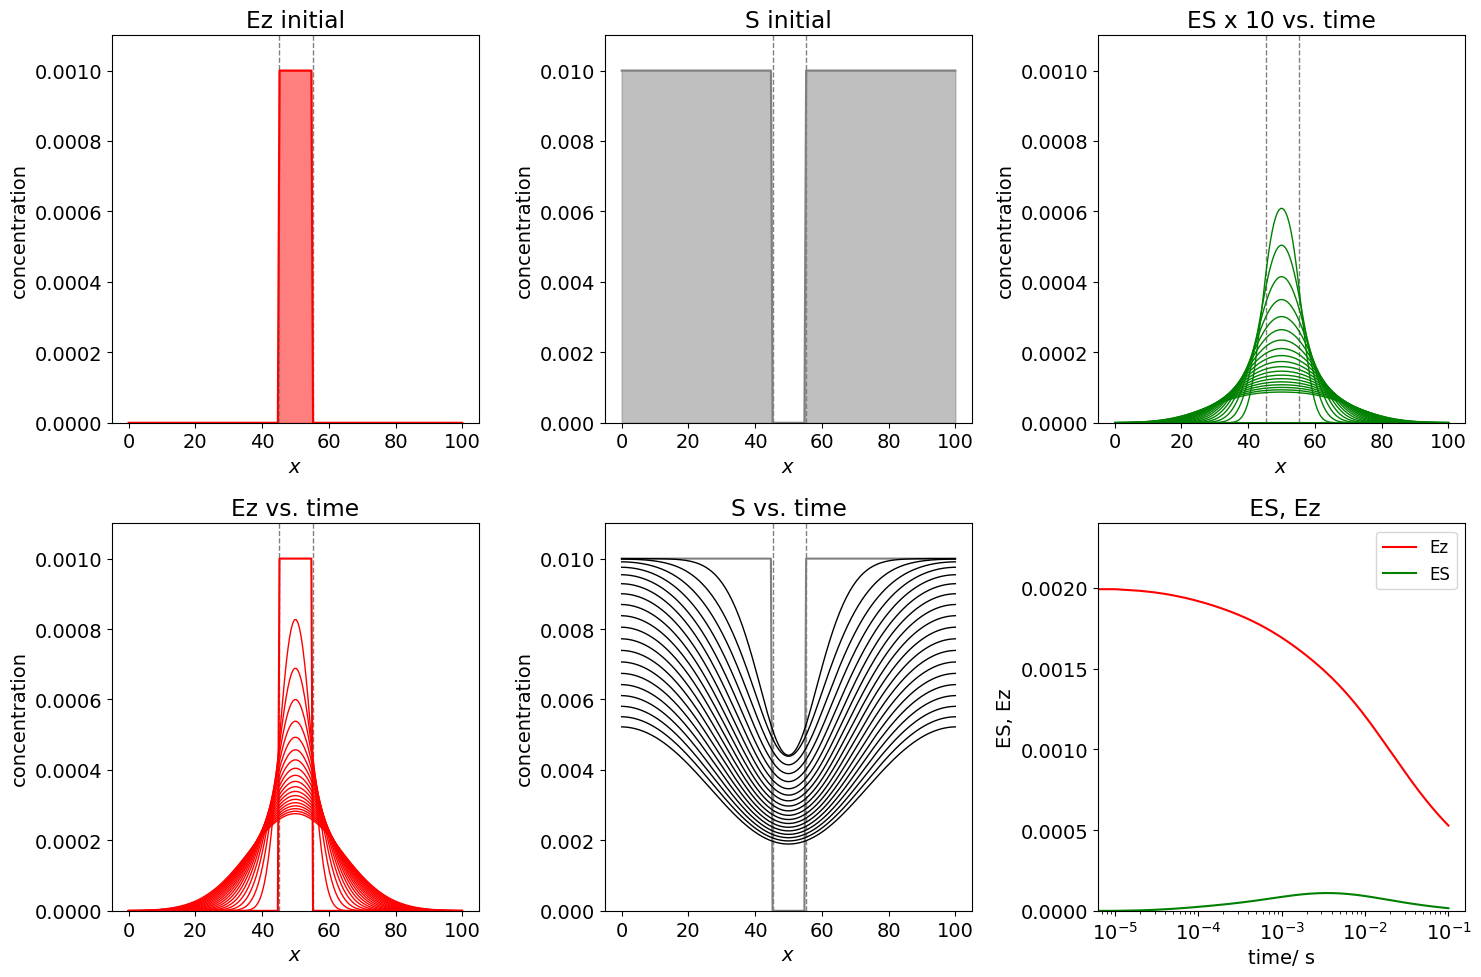 Ez initial
0.0010
0.0008
0.0006
0.0004
0.0002
0.0000
concentration
0 20 40 60 80 100
x
S initial
0.010
0.008
0.006
0.004
0.002
0.000
concentration
0 20 40 60 80 100
x
ES x 10 vs. time
0.0010
0.0008
0.0006
0.0004
0.0002
0.0000
concentration
0 20 40 60 80 100
x
Ez vs. time
0.0010
0.0008
0.0006
0.0004
0.0002
0.0000
concentration
0 20 40 60 80 100
x
S vs. time
0.010
0.008
0.006
0.004
0.002
0.000
concentration
0 20 40 60 80 100
x
ES, Ez
Ez
ES
0.0020
0.0015
0.0010
0.0005
0.0000
ES, Ez
10⁻⁵ 10⁻⁴ 10⁻³ 10⁻² 10⁻¹
time/ s